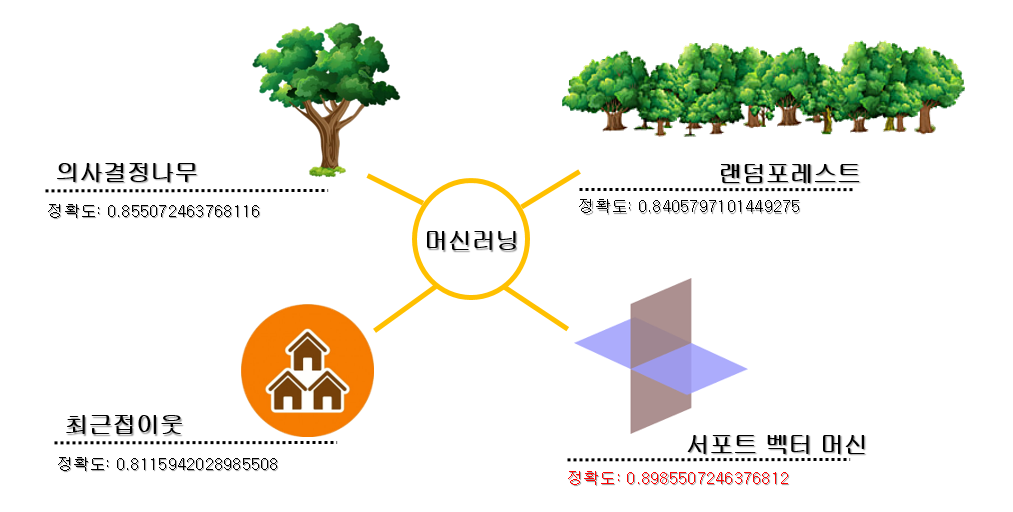 의사결정나무
정확도: 0.855072463768116
랜덤포레스트
정확도: 0.8405797101449275
머신러닝
최근접이웃
정확도: 0.8115942028985508
서포트 벡터 머신
정확도: 0.8985507246376812